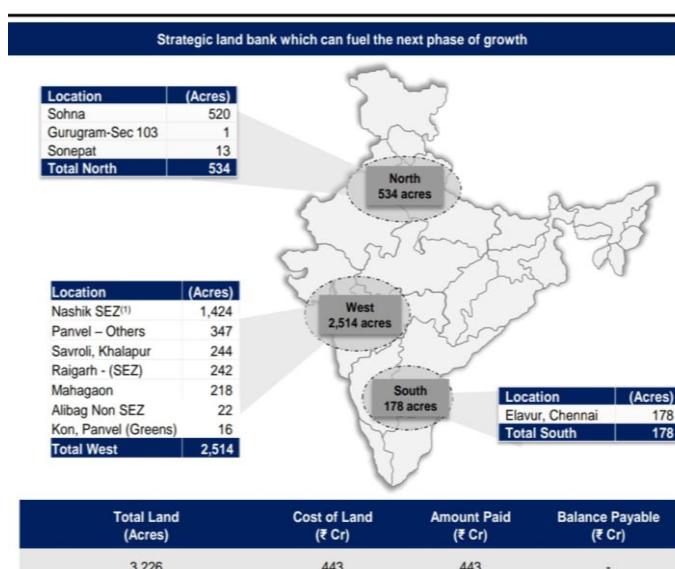 Strategic land bank which can fuel the next phase of growth
Location (Acres)
Sohna 520
Gurugram-Sec 103 1
Sonepat 13
Total North 534
North
534 acres
Location (Acres)
Nashik SEZ(1) 1,424
Panvel – Others 347
Savroli, Khalapur 244
Raigarh - (SEZ) 242
Mahagaon 218
Alibag Non SEZ 22
Kon, Panvel (Greens) 16
Total West 2,514
West
2,514 acres
South
178 acres
Location (Acres)
Elavur, Chennai 178
Total South 178
Total Land (Acres) Cost of Land (₹ Cr) Amount Paid (₹ Cr) Balance Payable (₹ Cr)
3,226 443 443 -